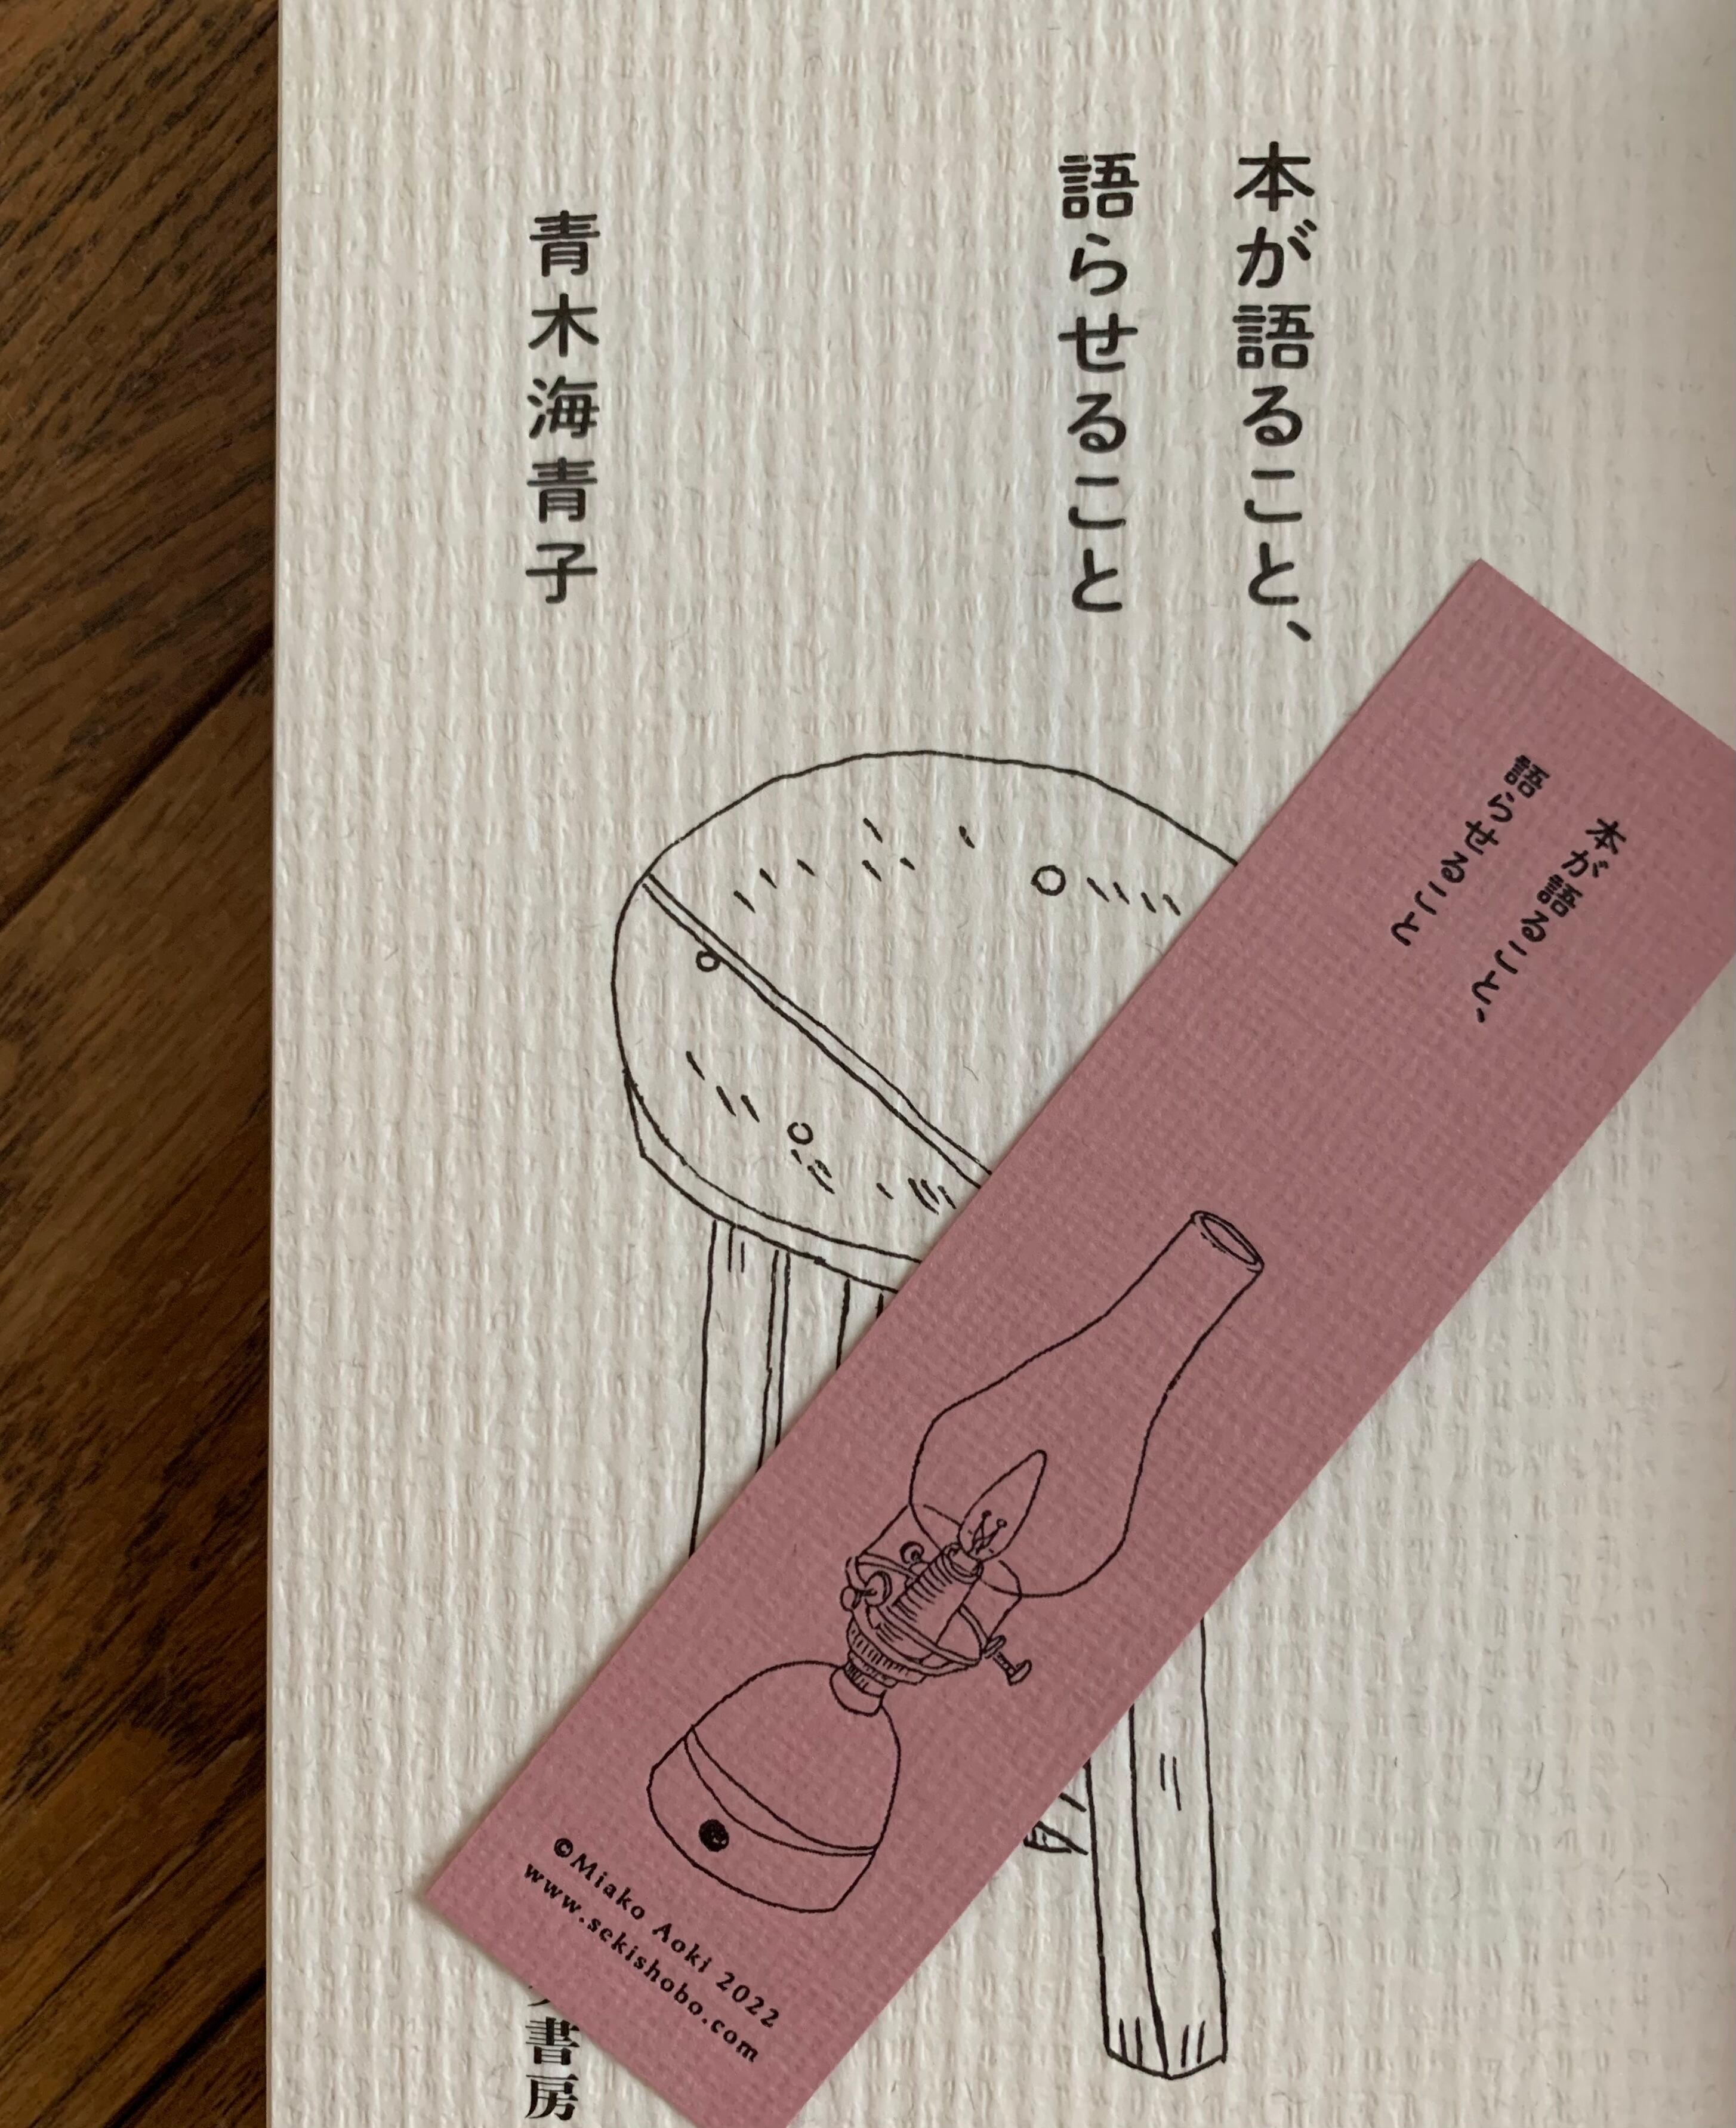 本が語ること、
語らせること
青木海青子
書房
本が語ること、
語らせること
©Miako Aoki 2022
www.sekishobo.com